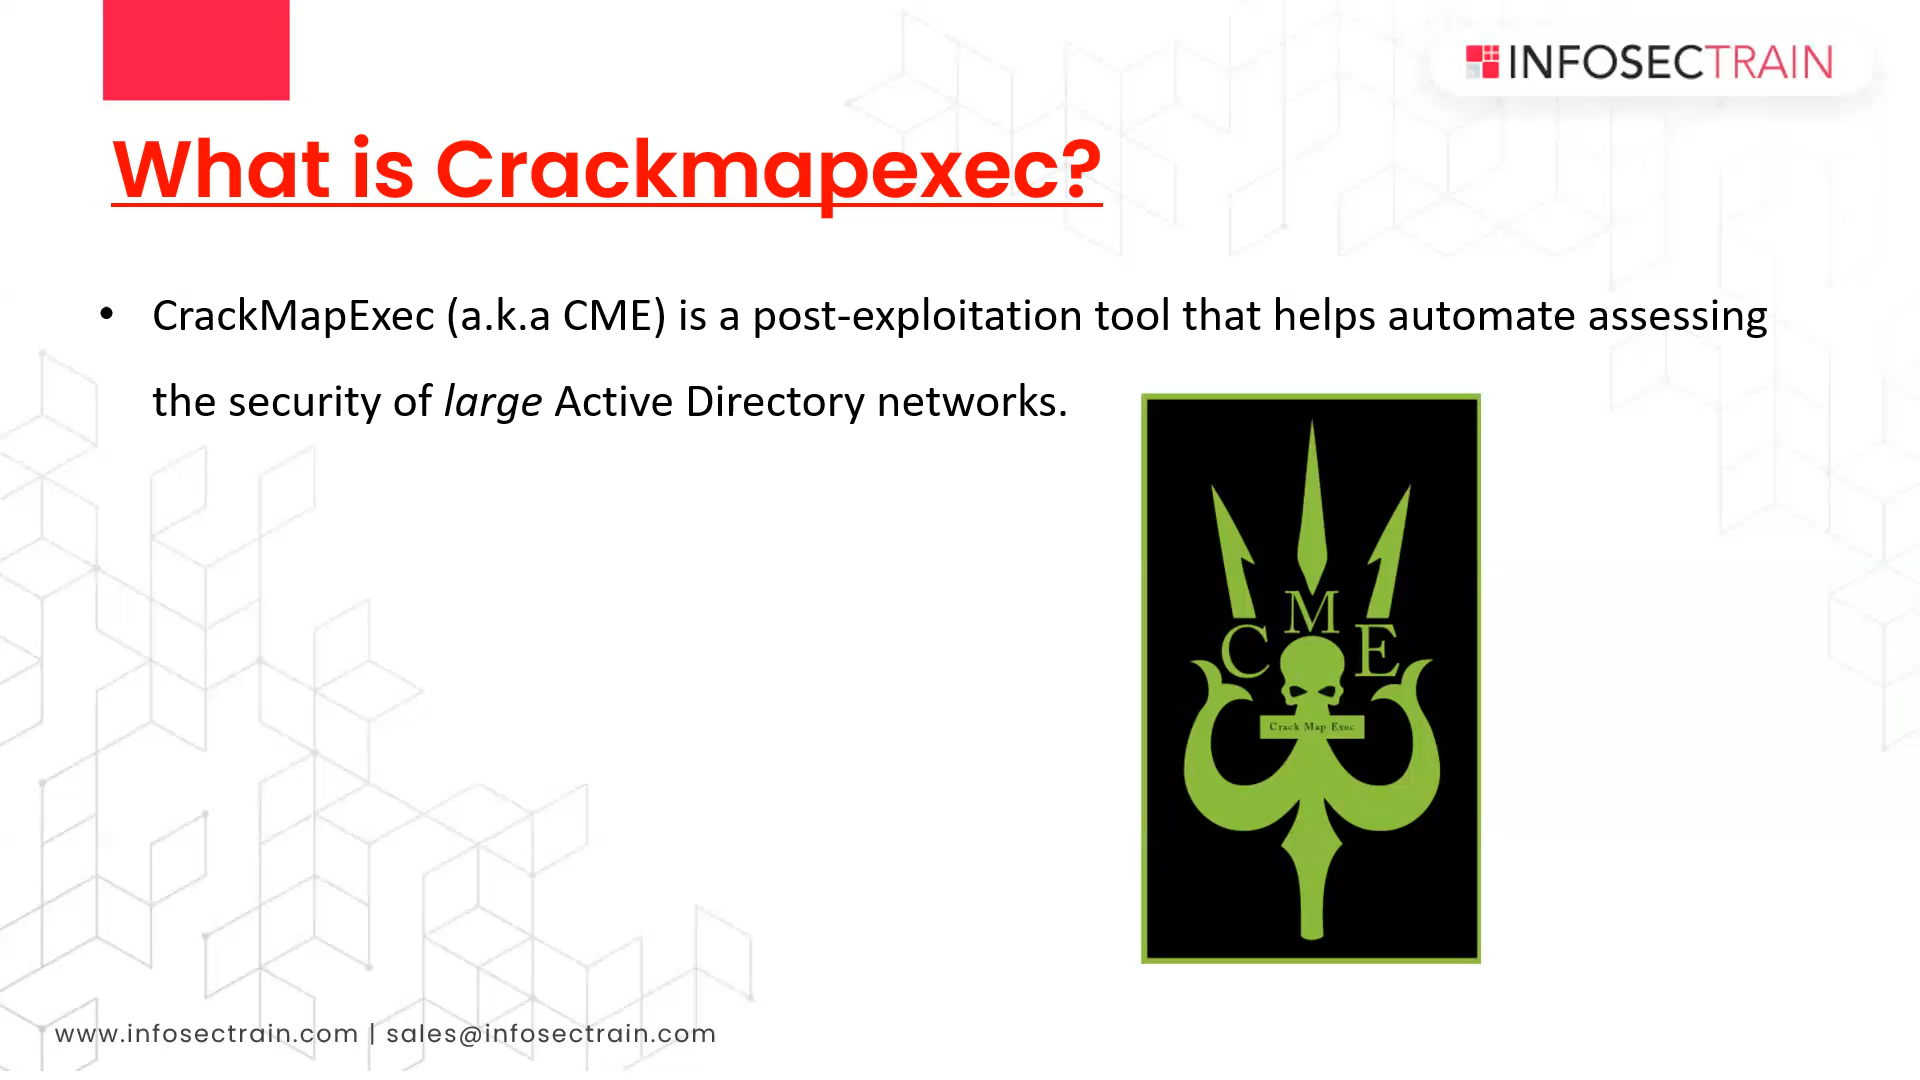 INFOSECTRAIN
What is Crackmapexec?
• CrackMapExec (a.k.a CME) is a post-exploitation tool that helps automate assessing
the security of large Active Directory networks.
M
C E
Crack Map Exec
www.infosectrain.com | sales@infosectrain.com